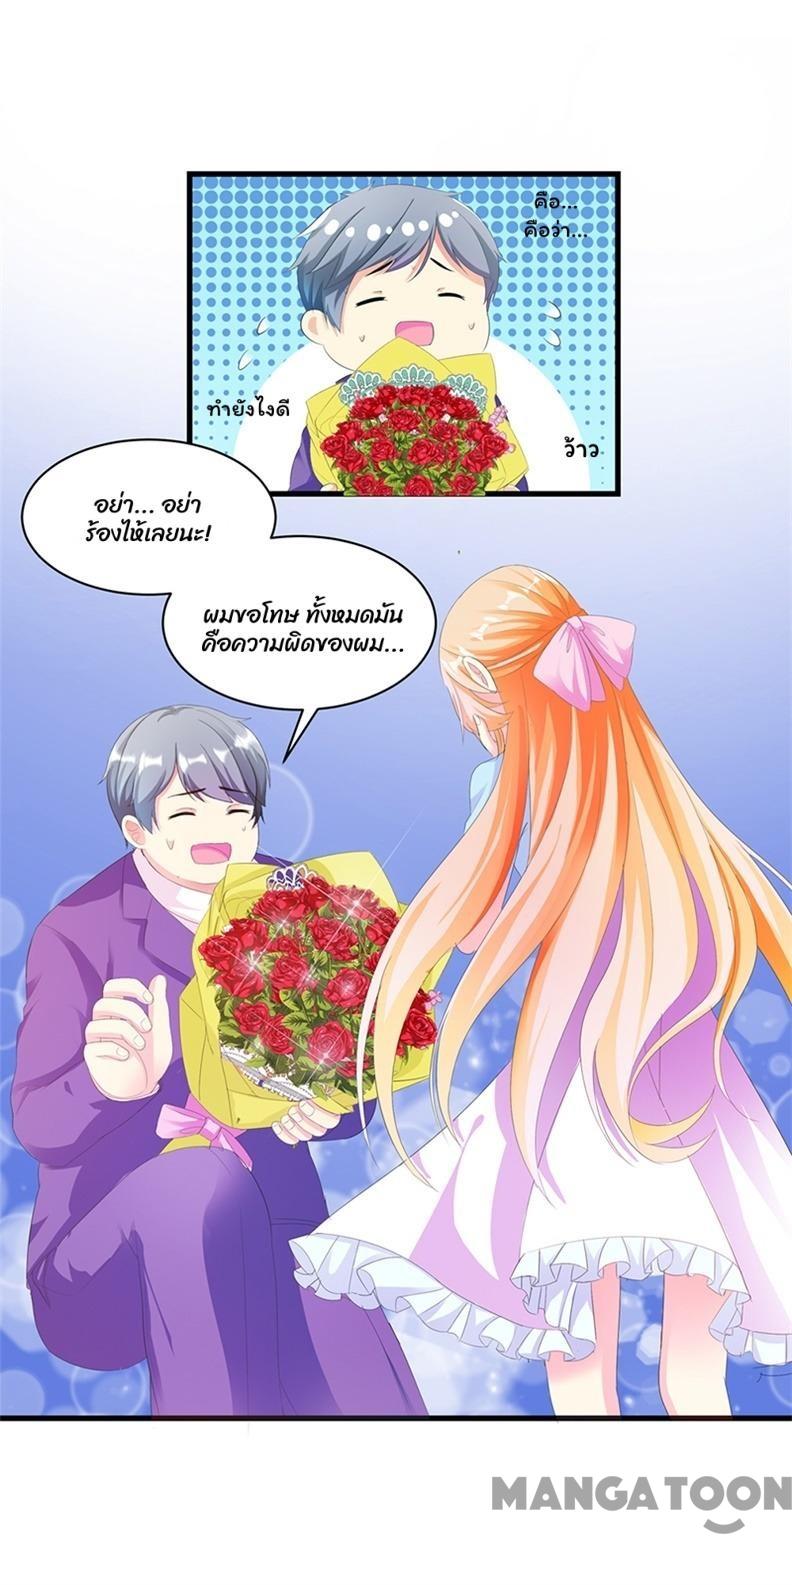 คือ...
คือว่า...
ทำยังไงดี
ว้าว
อย่า... อย่า
ร้องไห้เลยนะ!
ผมขอโทษ ทั้งหมดมัน
คือความผิดของผม...
MANGATOON